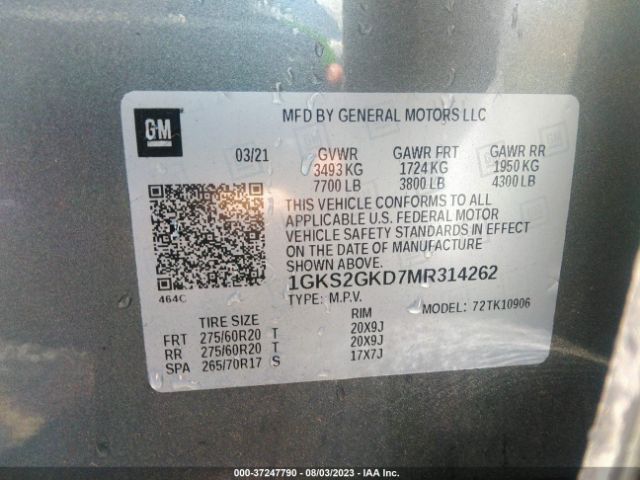 GM
MFD BY GENERAL MOTORS LLC
03/21 GVWR GAWR FRT GAWR RR
3493 KG 1724 KG 1950 KG
7700 LB 3800 LB 4300 LB
THIS VEHICLE CONFORMS TO ALL
APPLICABLE U.S. FEDERAL MOTOR
VEHICLE SAFETY STANDARDS IN EFFECT
ON THE DATE OF MANUFACTURE
SHOWN ABOVE.
1GKS2GKD7MR314262
464C
TYPE: M.P.V. MODEL: 72TK10906
TIRE SIZE RIM
FRT 275/60R20 T 20X9J
RR 275/60R20 T 20X9J
SPA 265/70R17 S 17X7J
000-37247790 - 08/03/2023 - IAA Inc.